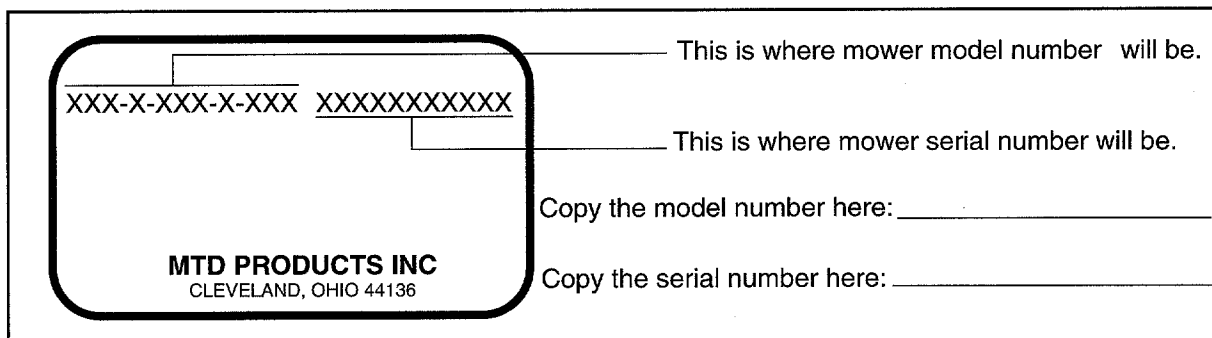 This is where mower model number will be.
XXX-X-XXX-X-XXX XXXXXXXXXXX
This is where mower serial number will be.
Copy the model number here:
MTD PRODUCTS INC
CLEVELAND, OHIO 44136
Copy the serial number here: